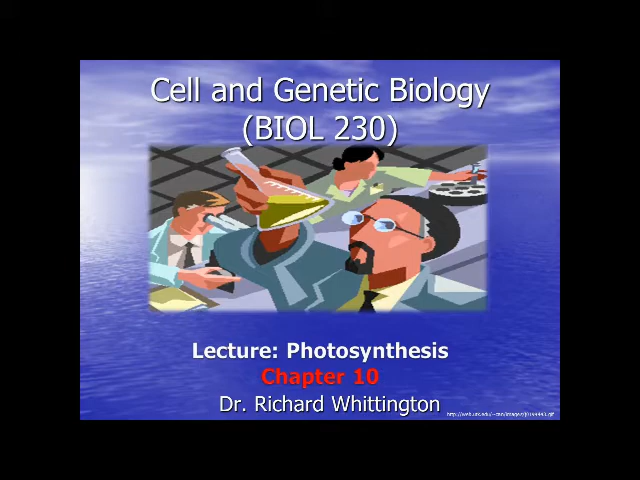 Cell and Genetic Biology
(BIOL 230)
Lecture: Photosynthesis
Chapter 10
Dr. Richard Whittington